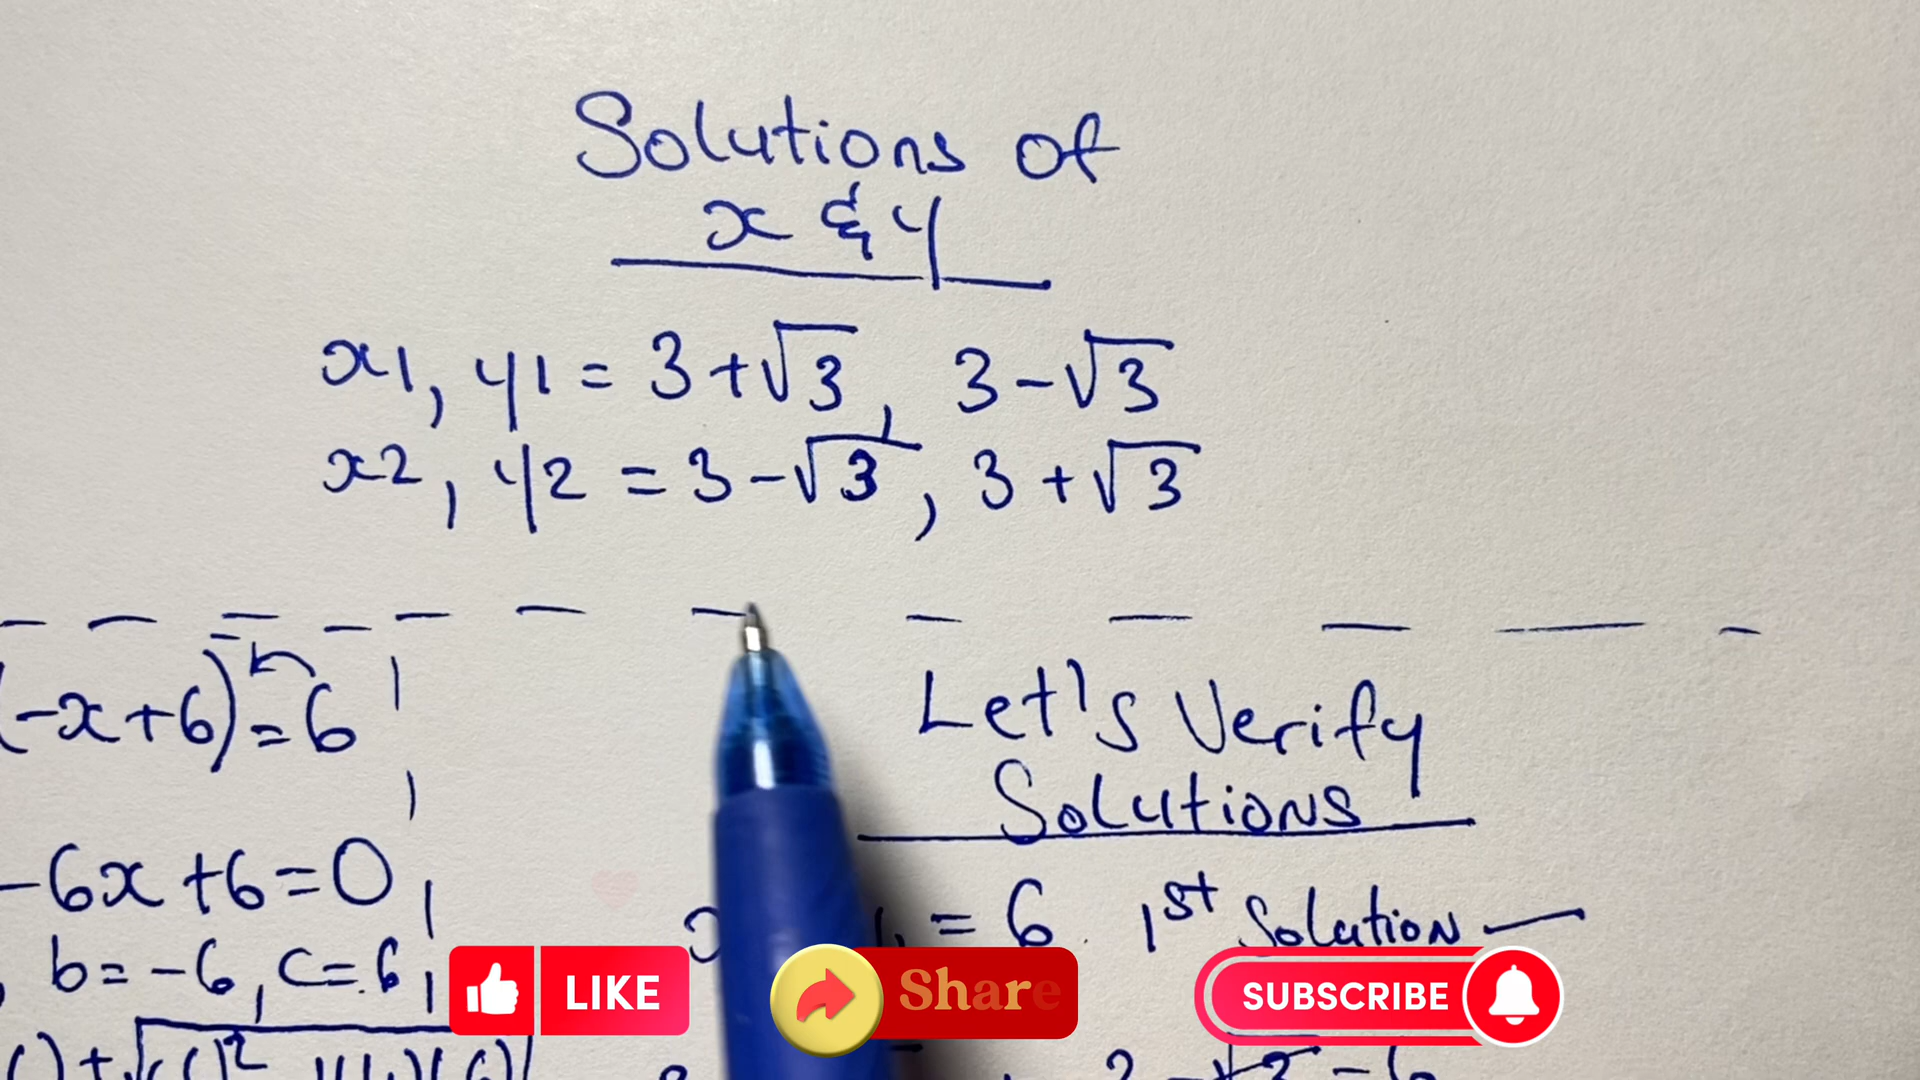 Solutions of
x & y
x1, y1 = 3+√3, 3-√3
x2, y2 = 3-√3, 3+√3
(-x+6)=6
-6x+6=0
b=-6, c=6
Let's Verify
Solutions
= 6 1st Solution
LIKE
Share
SUBSCRIBE